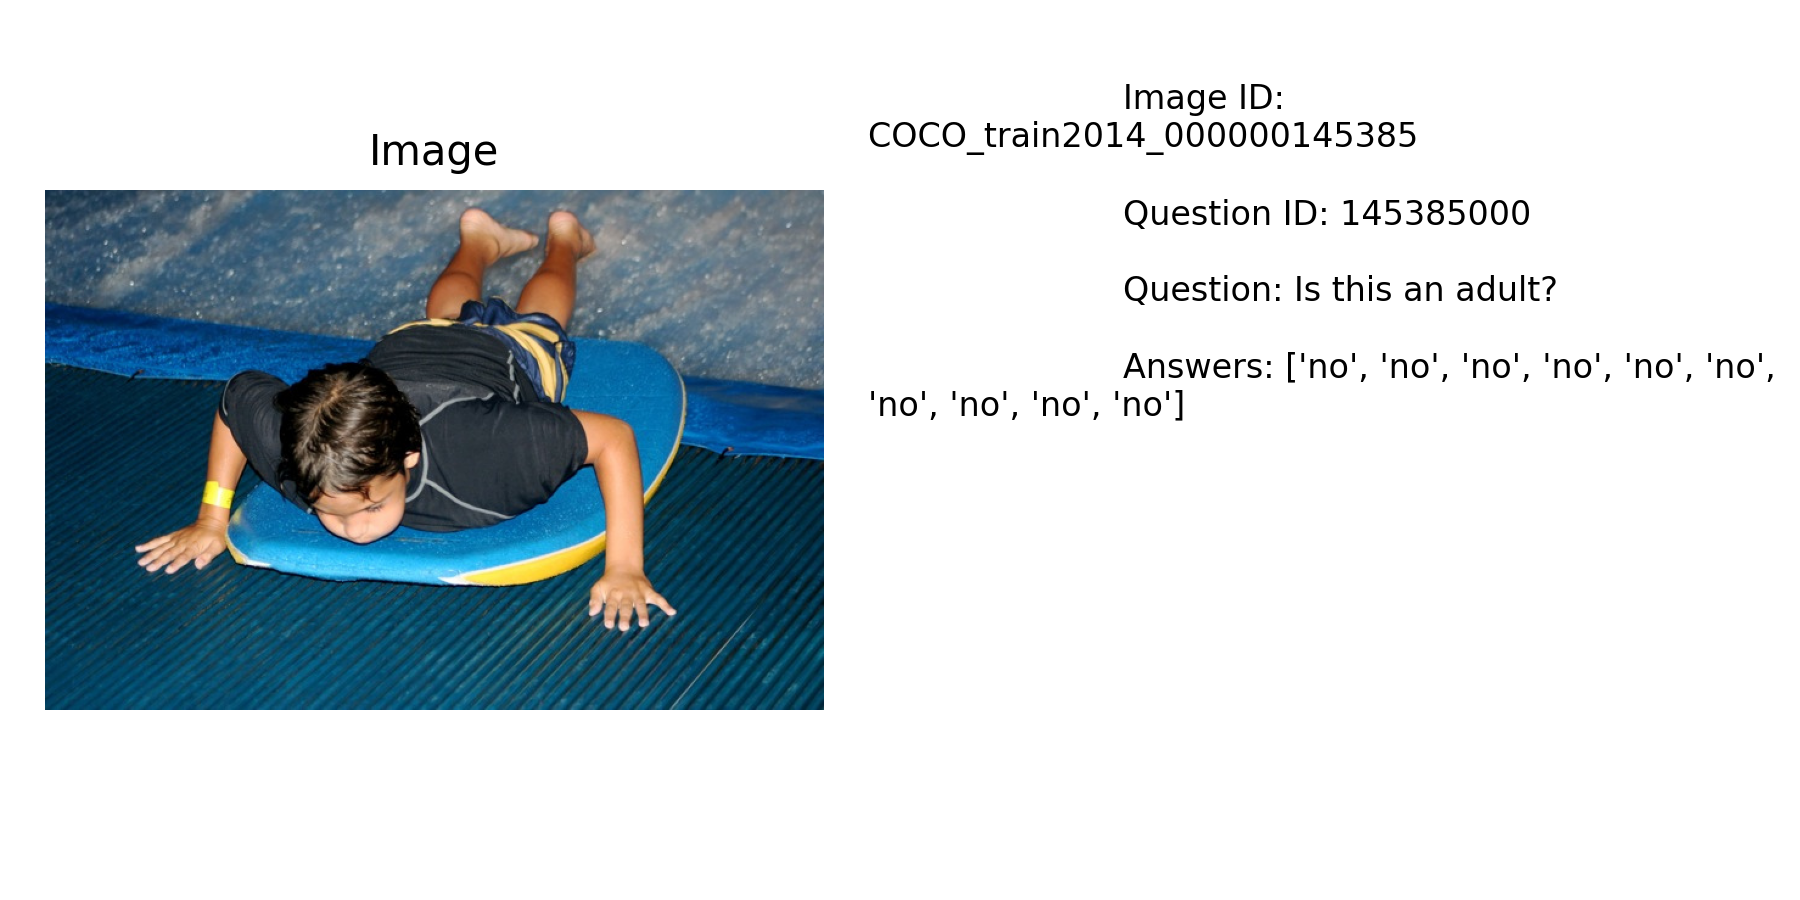 Image
Image ID:
COCO_train2014_000000145385
Question ID: 145385000
Question: Is this an adult?
Answers: ['no', 'no', 'no', 'no', 'no', 'no',
'no', 'no', 'no', 'no']